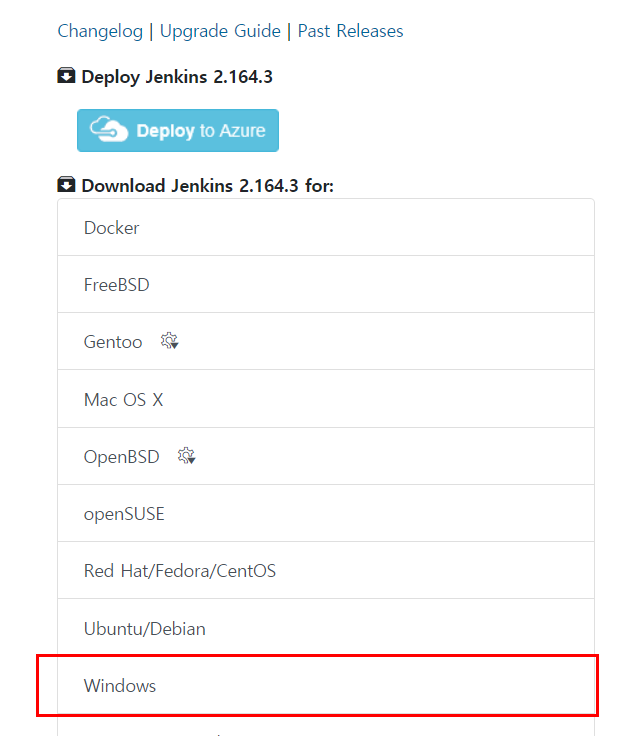 Changelog | Upgrade Guide | Past Releases
Deploy Jenkins 2.164.3
Deploy to Azure
Download Jenkins 2.164.3 for:
Docker
FreeBSD
Gentoo
Mac OS X
OpenBSD
openSUSE
Red Hat/Fedora/CentOS
Ubuntu/Debian
Windows